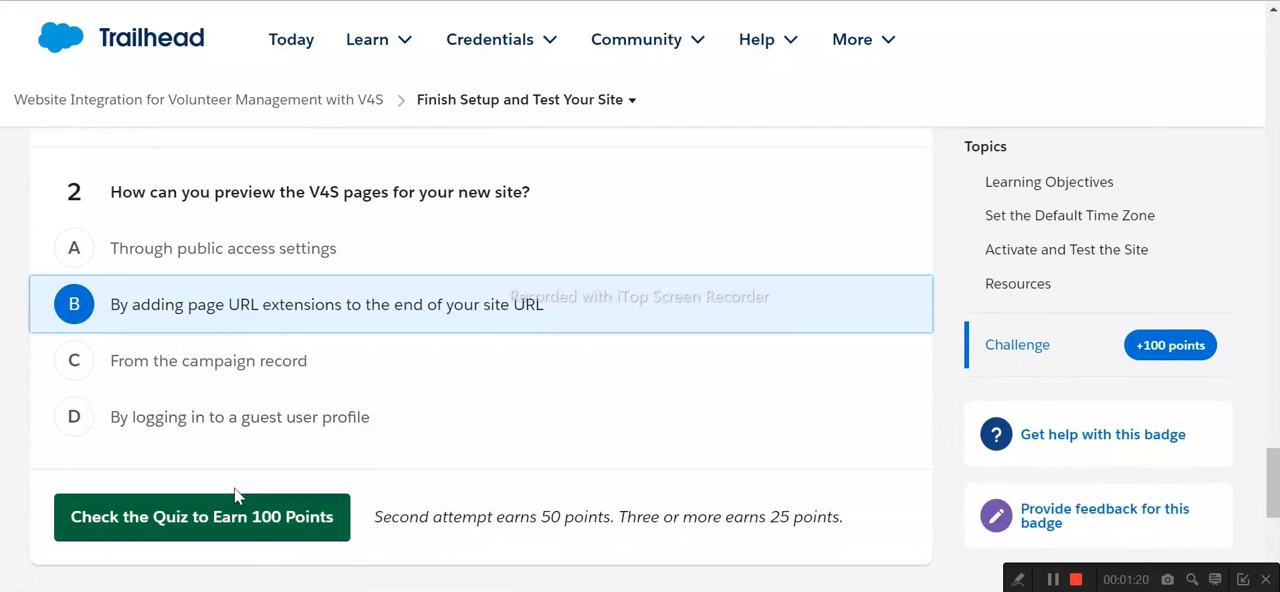 Trailhead
Today Learn Credentials Community Help More
Website Integration for Volunteer Management with V4S Finish Setup and Test Your Site
2 How can you preview the V4S pages for your new site?
A Through public access settings
B By adding page URL extensions to the end of your site URL
Recorded with iTop Screen Recorder
C From the campaign record
D By logging in to a guest user profile
Check the Quiz to Earn 100 Points Second attempt earns 50 points. Three or more earns 25 points.
Topics
Learning Objectives
Set the Default Time Zone
Activate and Test the Site
Resources
Challenge +100 points
? Get help with this badge
Provide feedback for this
badge
00:01:20